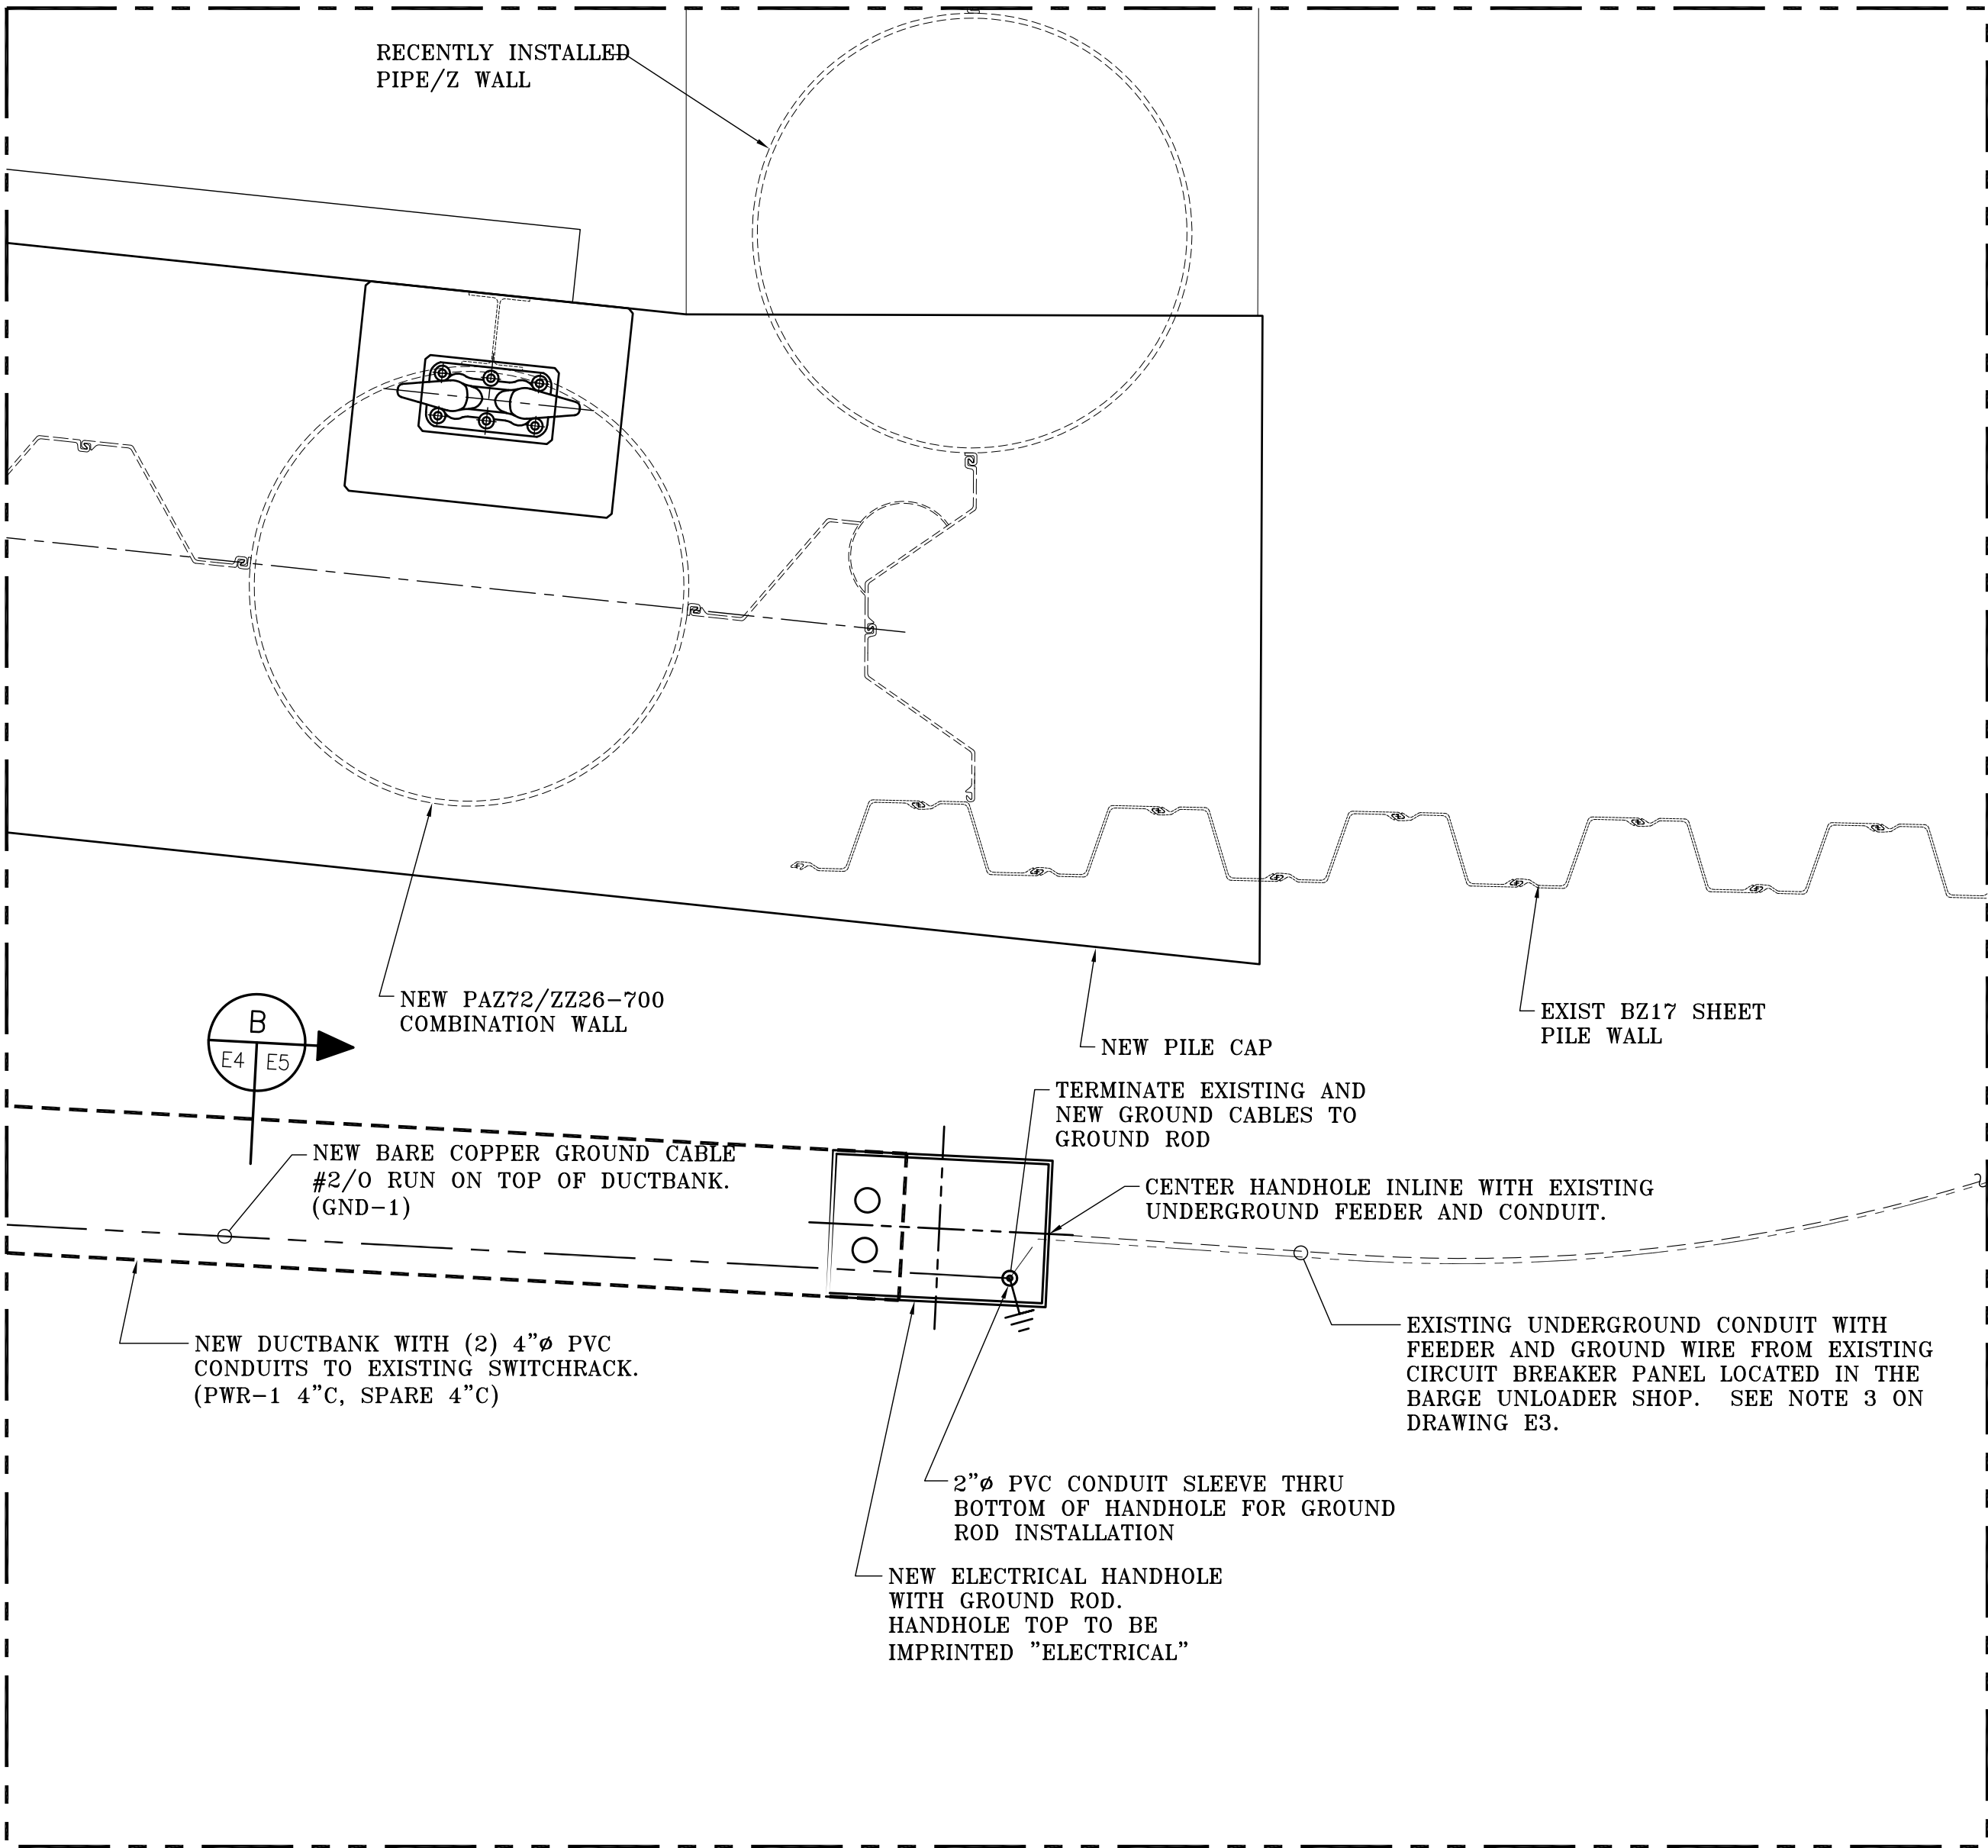 RECENTLY INSTALLED
PIPE/Z WALL
NEW PAZ72/ZZ26-700
COMBINATION WALL
EXIST BZ17 SHEET
PILE WALL
NEW PILE CAP
B
E4 E5
TERMINATE EXISTING AND
NEW GROUND CABLES TO
GROUND ROD
NEW BARE COPPER GROUND CABLE
#2/0 RUN ON TOP OF DUCTBANK.
(GND-1)
CENTER HANDHOLE INLINE WITH EXISTING
UNDERGROUND FEEDER AND CONDUIT.
NEW DUCTBANK WITH (2) 4"ø PVC
CONDUITS TO EXISTING SWITCHRACK.
(PWR-1 4"C, SPARE 4"C)
EXISTING UNDERGROUND CONDUIT WITH
FEEDER AND GROUND WIRE FROM EXISTING
CIRCUIT BREAKER PANEL LOCATED IN THE
BARGE UNLOADER SHOP. SEE NOTE 3 ON
DRAWING E3.
2"ø PVC CONDUIT SLEEVE THRU
BOTTOM OF HANDHOLE FOR GROUND
ROD INSTALLATION
NEW ELECTRICAL HANDHOLE
WITH GROUND ROD.
HANDHOLE TOP TO BE
IMPRINTED "ELECTRICAL"